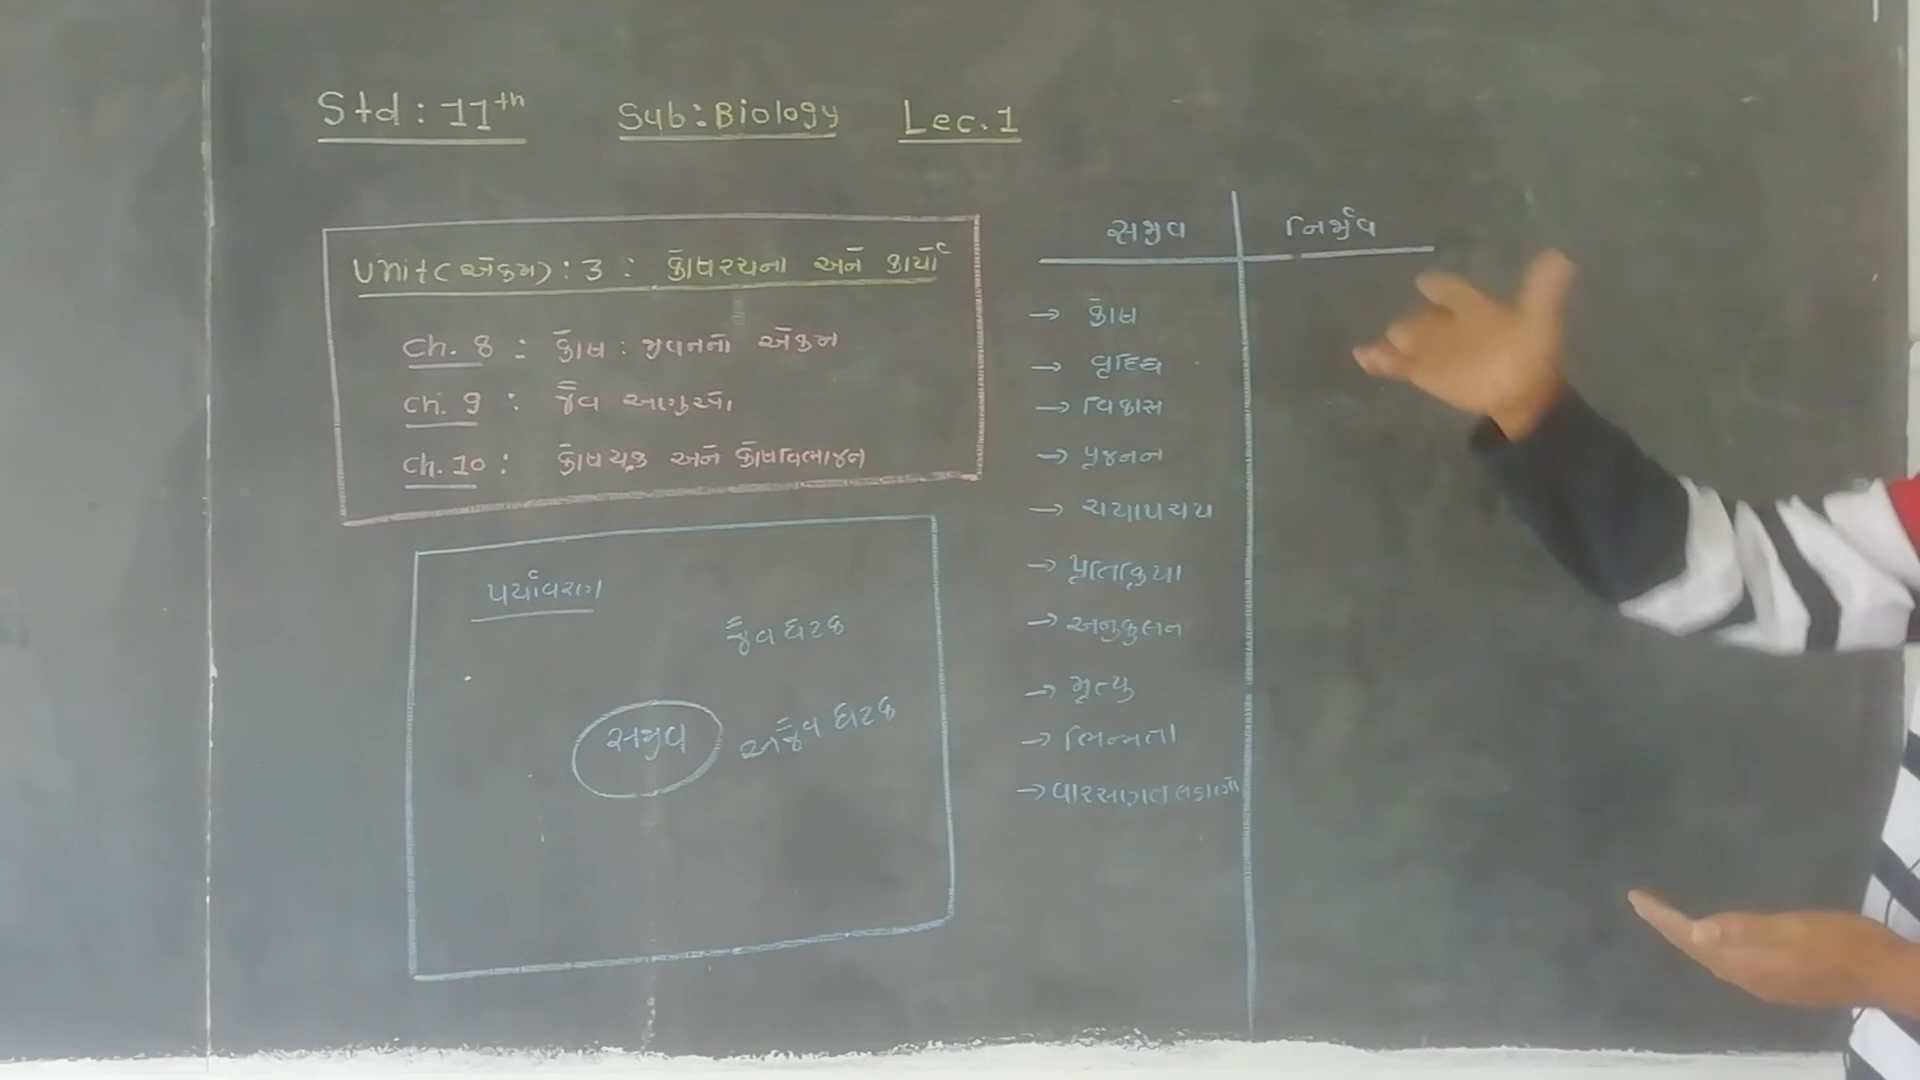 Std : 11th Sub : Biology Lec. 1
Unit (એકમ) : 3 : કોષરચના અને કાર્યો
Ch. 8 : કોષ : જીવનનો એકમ
Ch. 9 : જૈવ અણુઓ
Ch. 10 : કોષચક્ર અને કોષવિભાજન
પર્યાવરણ
જૈવ ઘટક
સજીવ
અજૈવ ઘટક
સજીવ નિર્જીવ
→ કોષ
→ વૃદ્ધિ
→ વિકાસ
→ પ્રજનન
→ ચયાપચય
→ પ્રતિક્રિયા
→ અનુકુલન
→ મૃત્યુ
→ ભિન્નતા
→ વારસાગત લક્ષણો